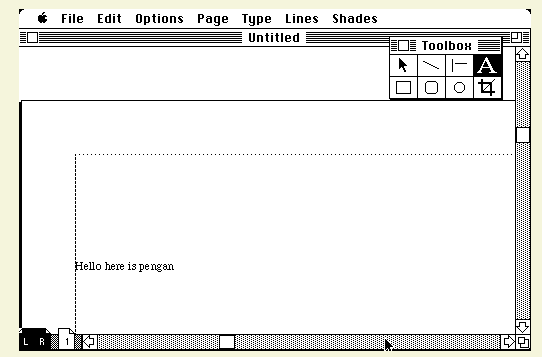 File Edit Options Page Type Lines Shades
Untitled
Toolbox
A
Hello here is pengan
L R 1